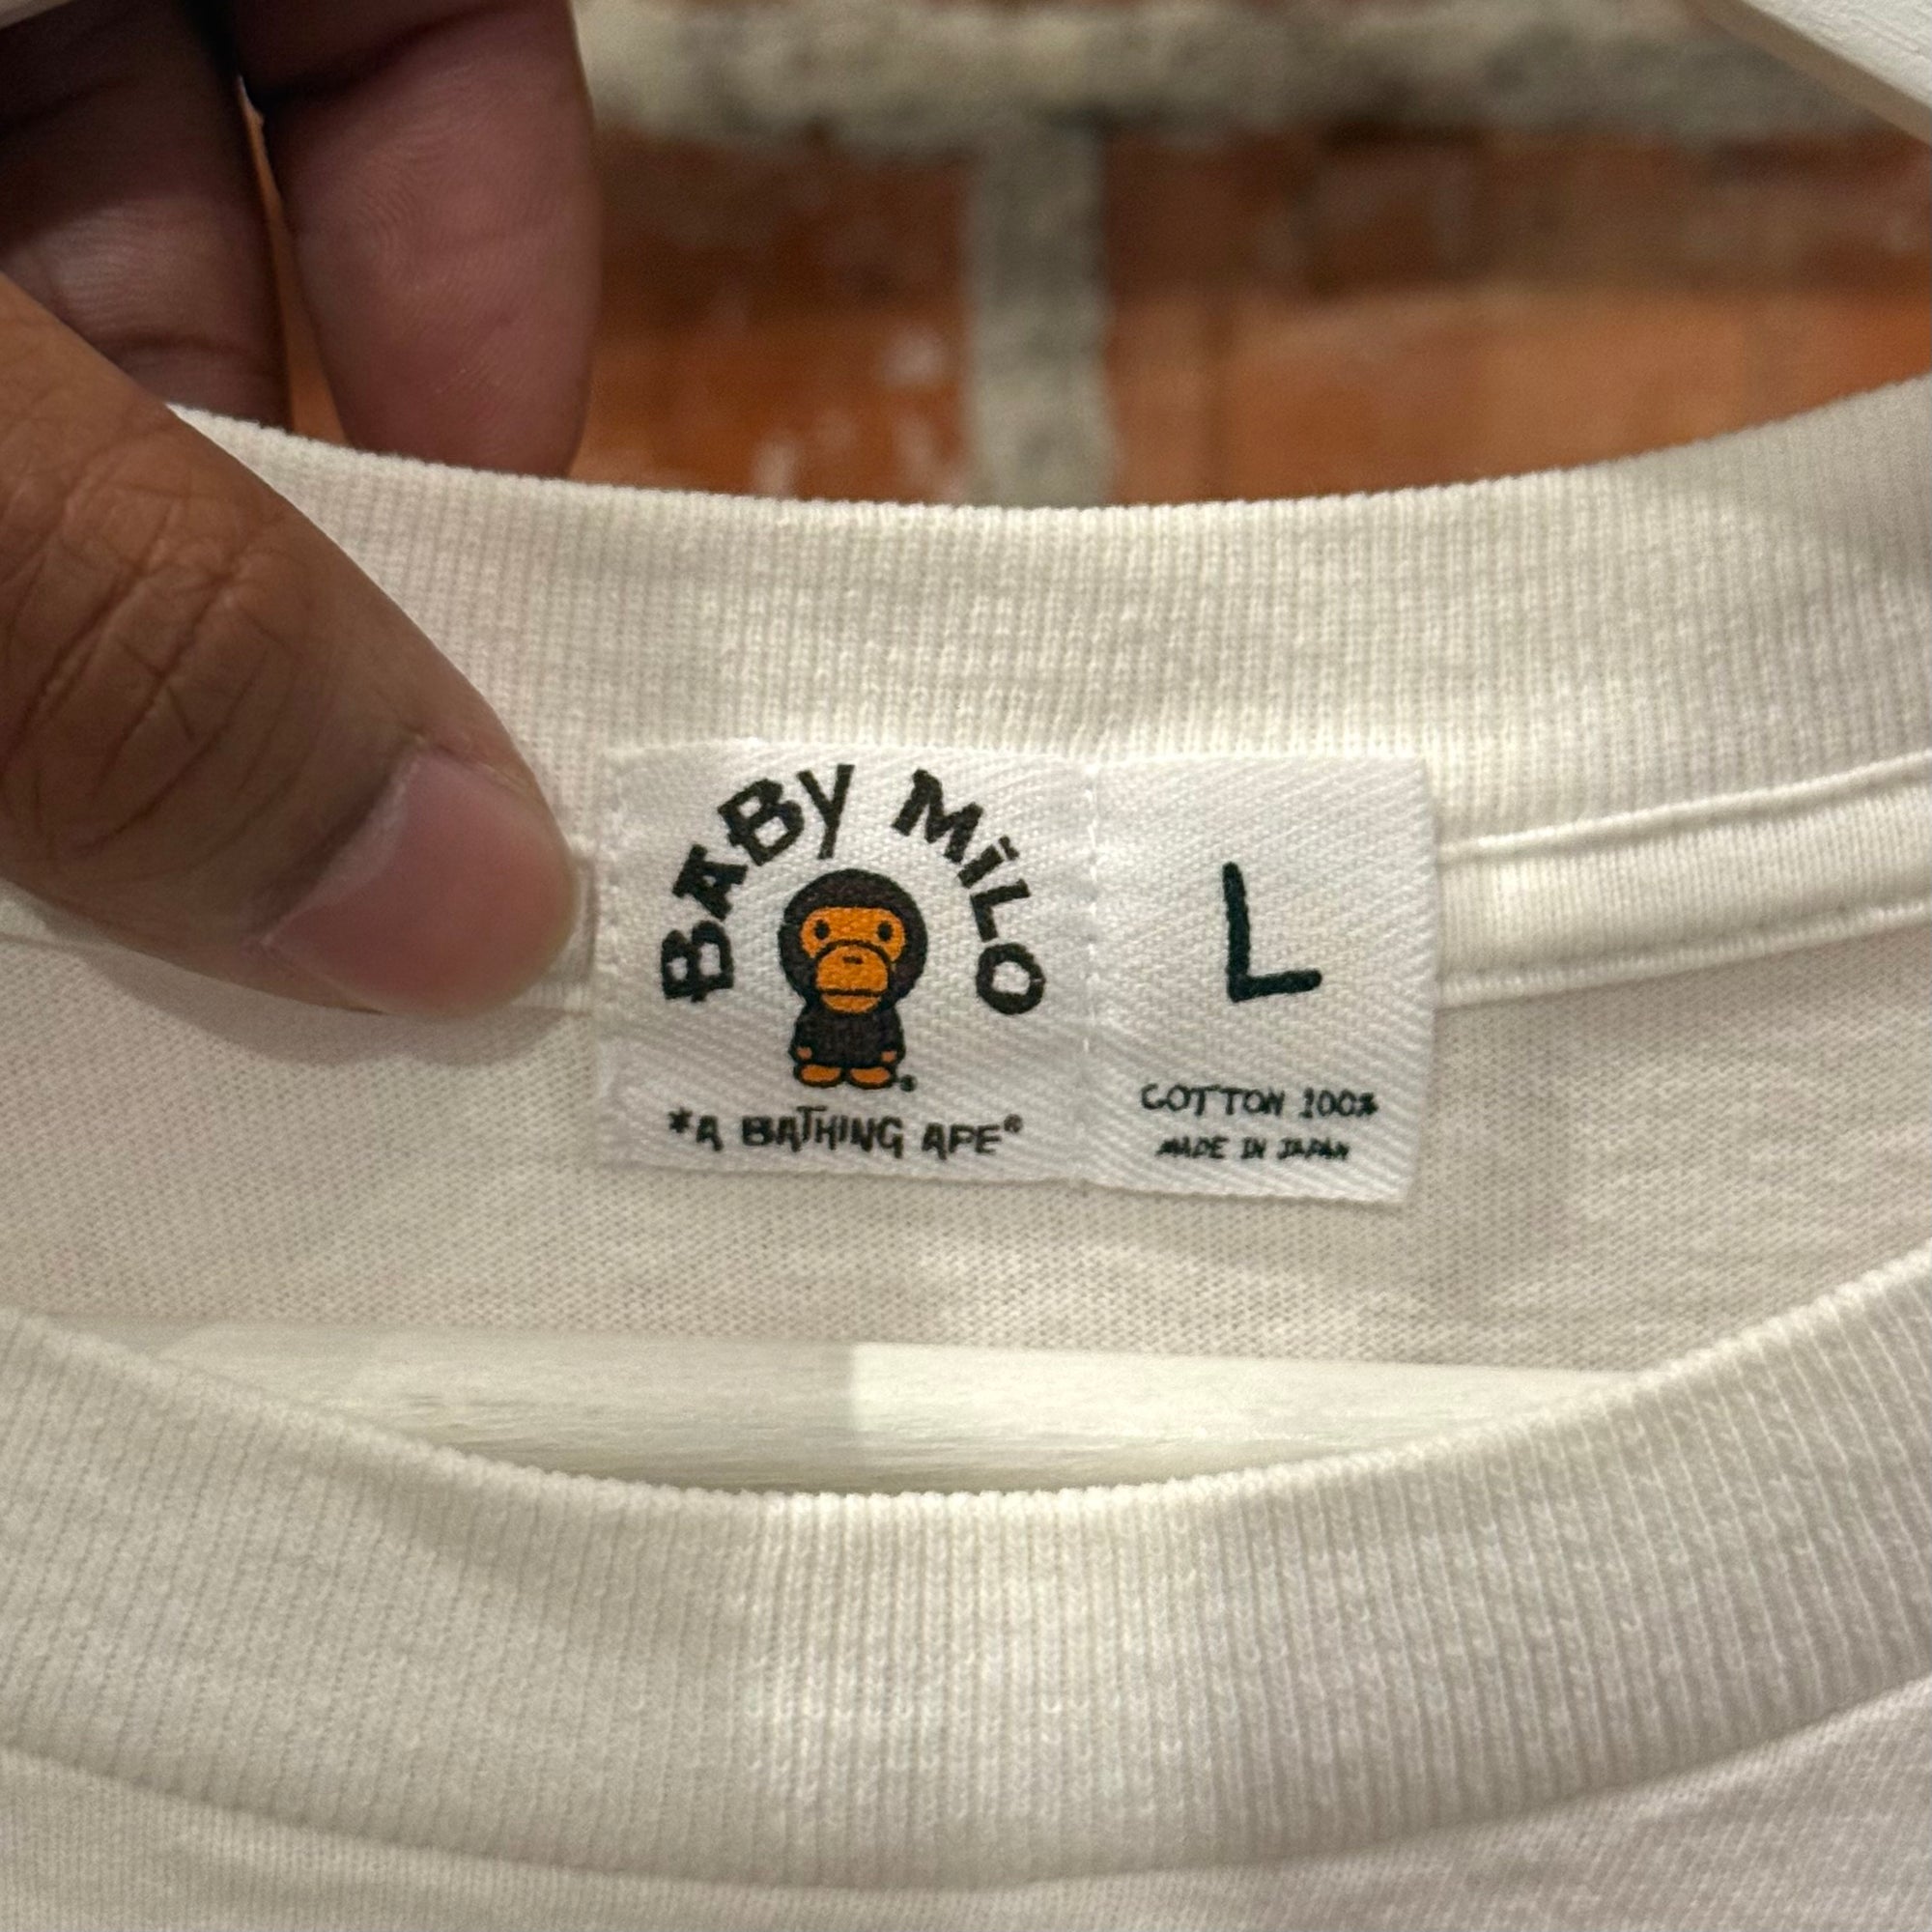 BABY MILO
*A BATHING APE®
L
COTTON 100%
MADE IN JAPAN